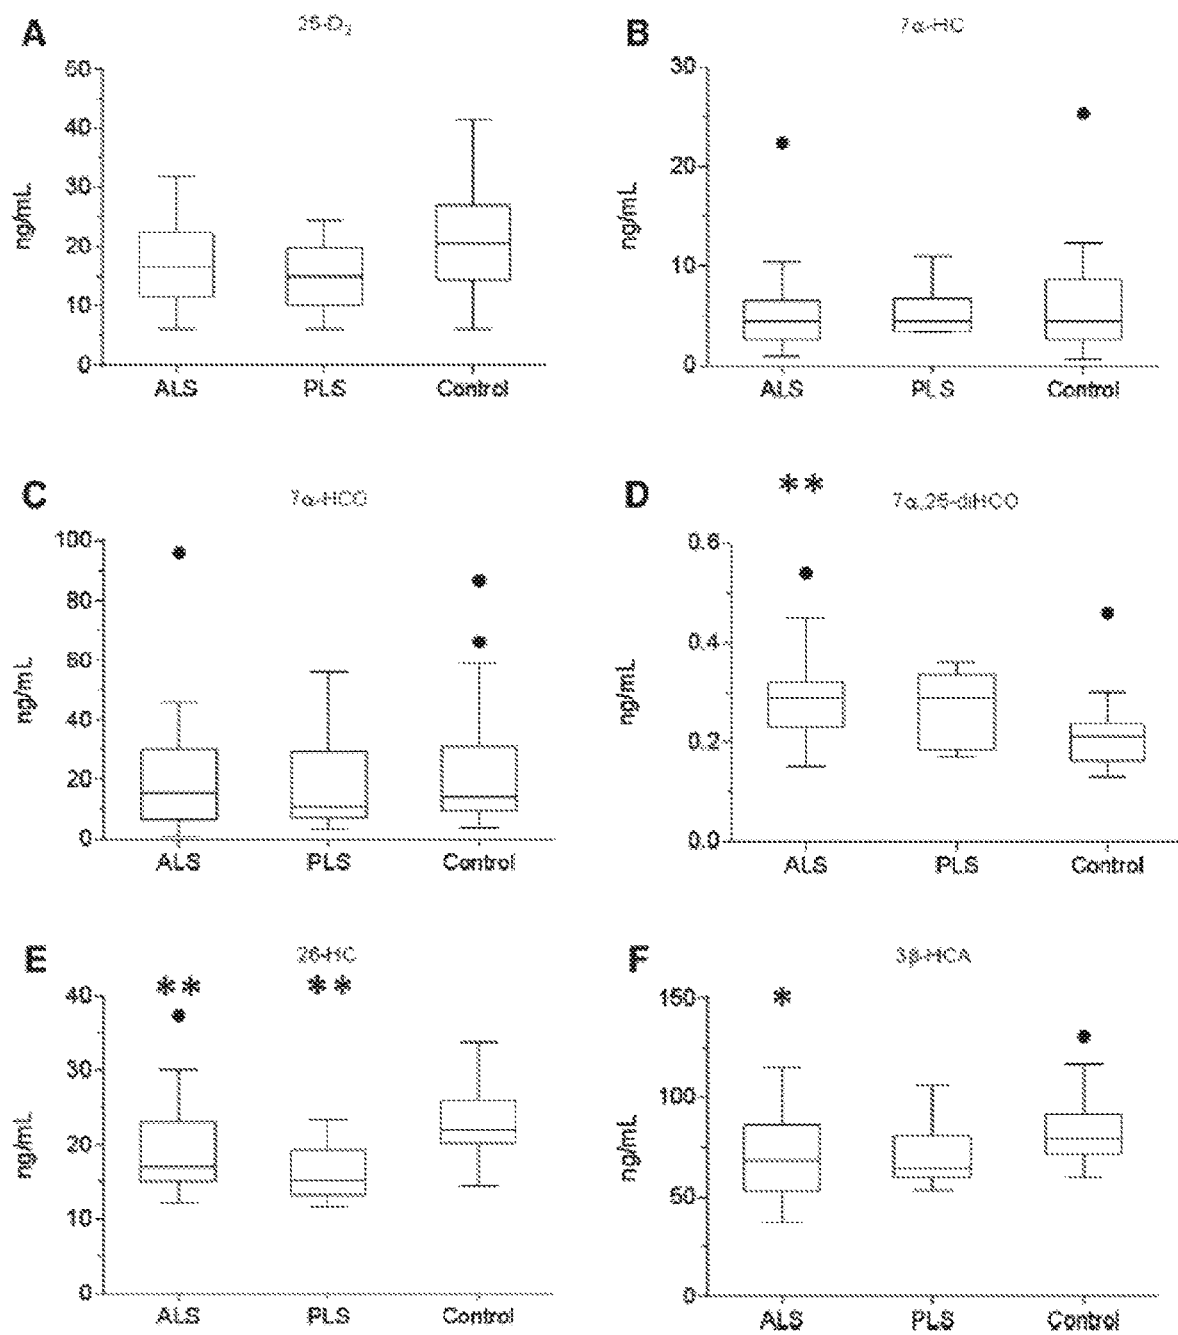 A
25-D3
50
40
30
20
10
0
ng/mL
ALS PLS Control
B
7α-HC
30
20
10
0
ng/mL
ALS PLS Control
C
7α-HCO
100
80
60
40
20
0
ng/mL
ALS PLS Control
D
**
7α,25-diHCO
0.6
0.4
0.2
0.0
ng/mL
ALS PLS Control
E
26-HC
** **
40
30
20
10
0
ng/mL
ALS PLS Control
F
3β-HCA
*
150
100
50
0
ng/mL
ALS PLS Control